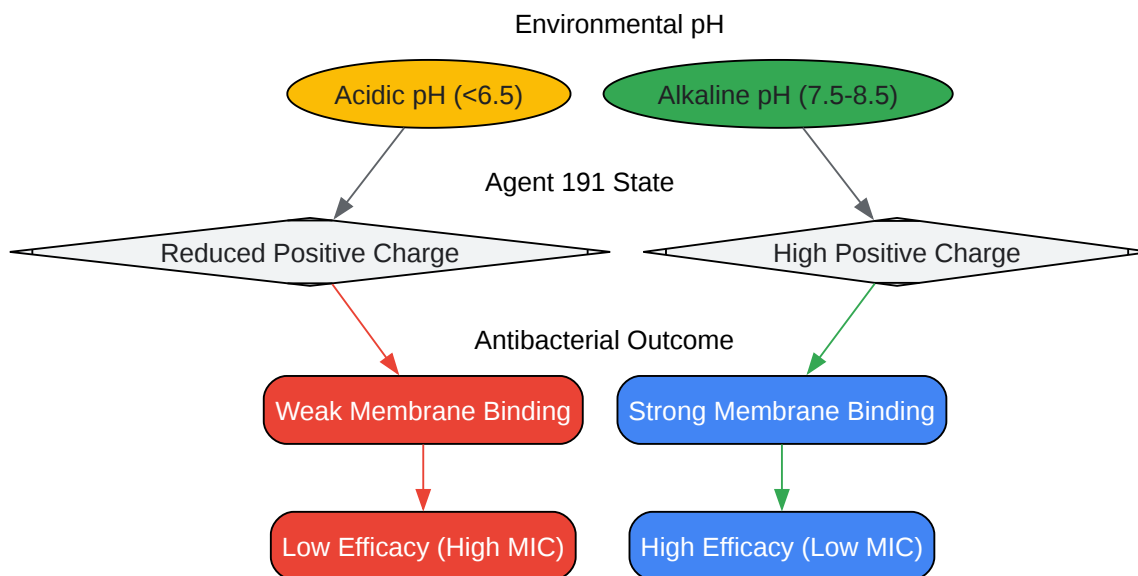 Environmental pH
Acidic pH (<6.5)
Alkaline pH (7.5-8.5)
Agent 191 State
Reduced Positive Charge
High Positive Charge
Antibacterial Outcome
Weak Membrane Binding
Strong Membrane Binding
Low Efficacy (High MIC)
High Efficacy (Low MIC)